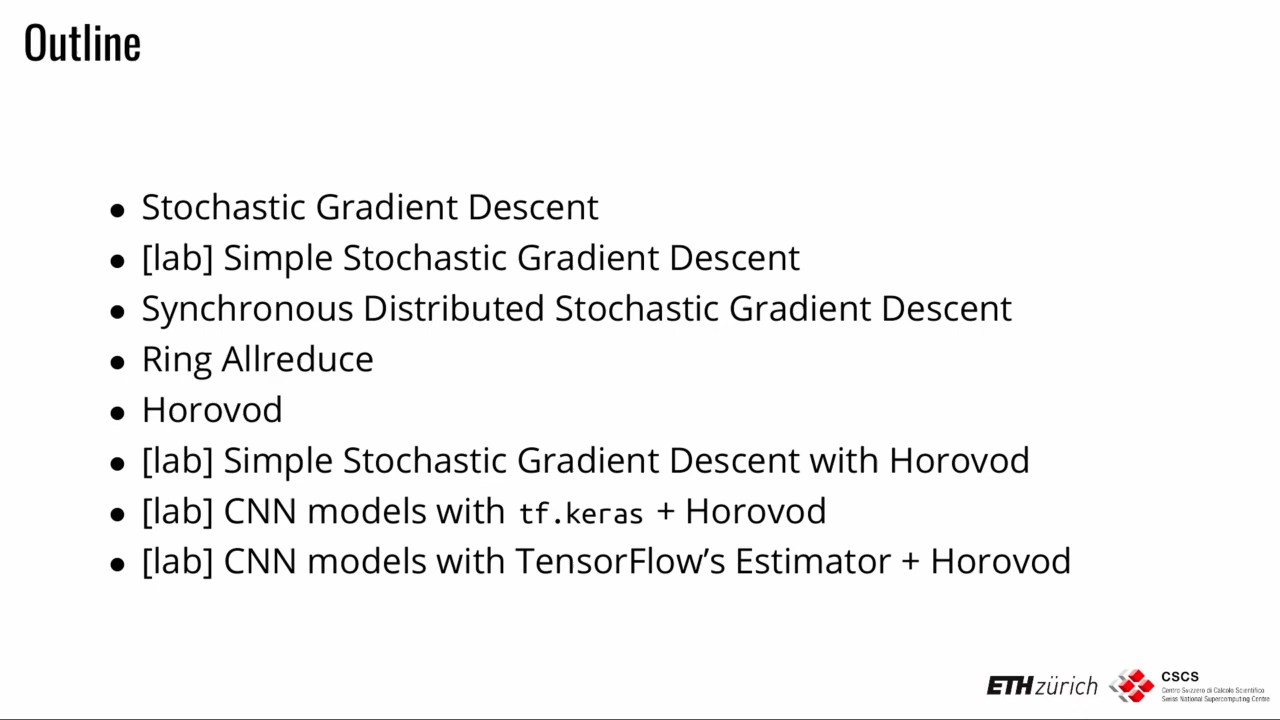 Outline
• Stochastic Gradient Descent
• [lab] Simple Stochastic Gradient Descent
• Synchronous Distributed Stochastic Gradient Descent
• Ring Allreduce
• Horovod
• [lab] Simple Stochastic Gradient Descent with Horovod
• [lab] CNN models with tf.keras + Horovod
• [lab] CNN models with TensorFlow’s Estimator + Horovod
ETH zürich
CSCS
Centro Svizzero di Calcolo Scientifico
Swiss National Supercomputing Centre